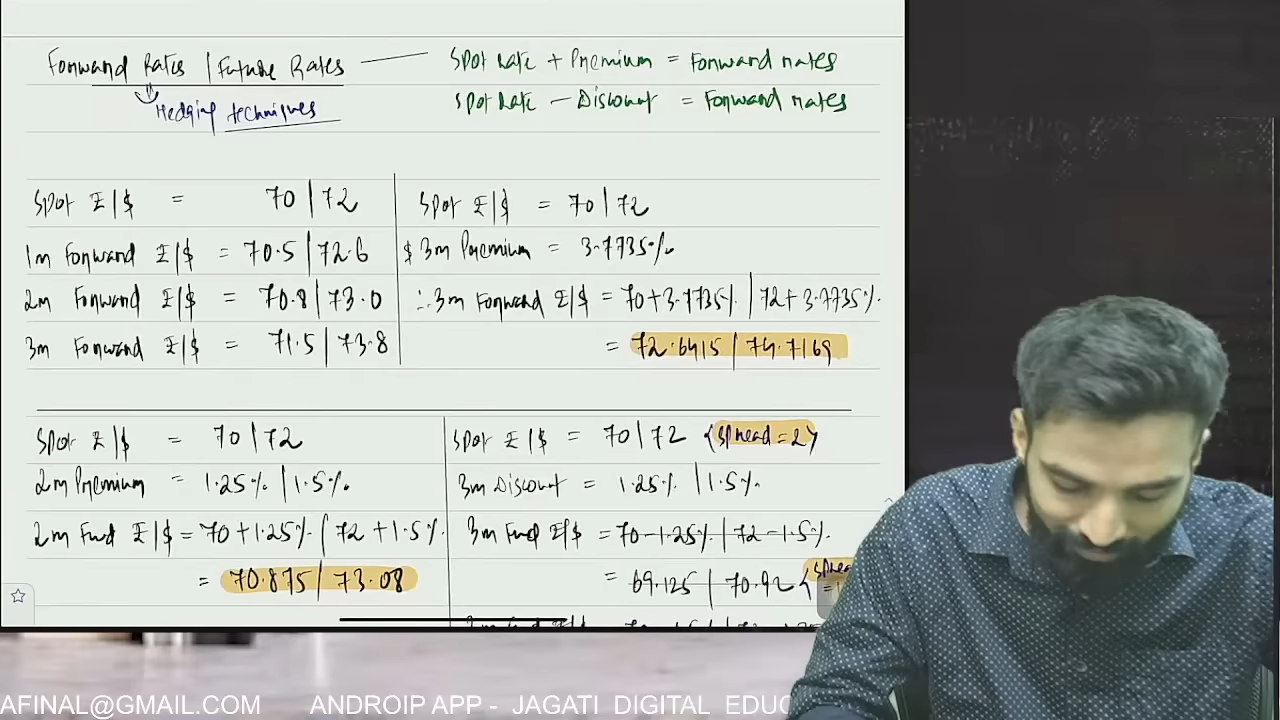 Forward Rates | Future Rates
Hedging techniques
Spot Rate + Premium = Forward rates
Spot Rate - Discount = Forward rates
Spot ₹|$ = 70 | 72
1m Forward ₹|$ = 70.5 | 72.6
2m Forward ₹|$ = 70.8 | 73.0
3m Forward ₹|$ = 71.5 | 73.8
Spot ₹|$ = 70 | 72
$ 3m Premium = 3.7735%
∴ 3m Forward ₹|$ = 70+3.7735% | 72+3.7735%
= 72.6415 | 74.7169
Spot ₹|$ = 70 | 72
2m Premium = 1.25% | 1.5%
2m Fwd ₹|$ = 70+1.25% | 72+1.5%
= 70.875 | 73.08
Spot ₹|$ = 70 | 72 {Spread = 2}
3m Discount = 1.25% | 1.5%
3m Fwd ₹|$ = 70-1.25% | 72-1.5%
= 69.125 | 70.92 {Spread
AFINAL@GMAIL.COM ANDROIP APP - JAGATI DIGITAL EDUC